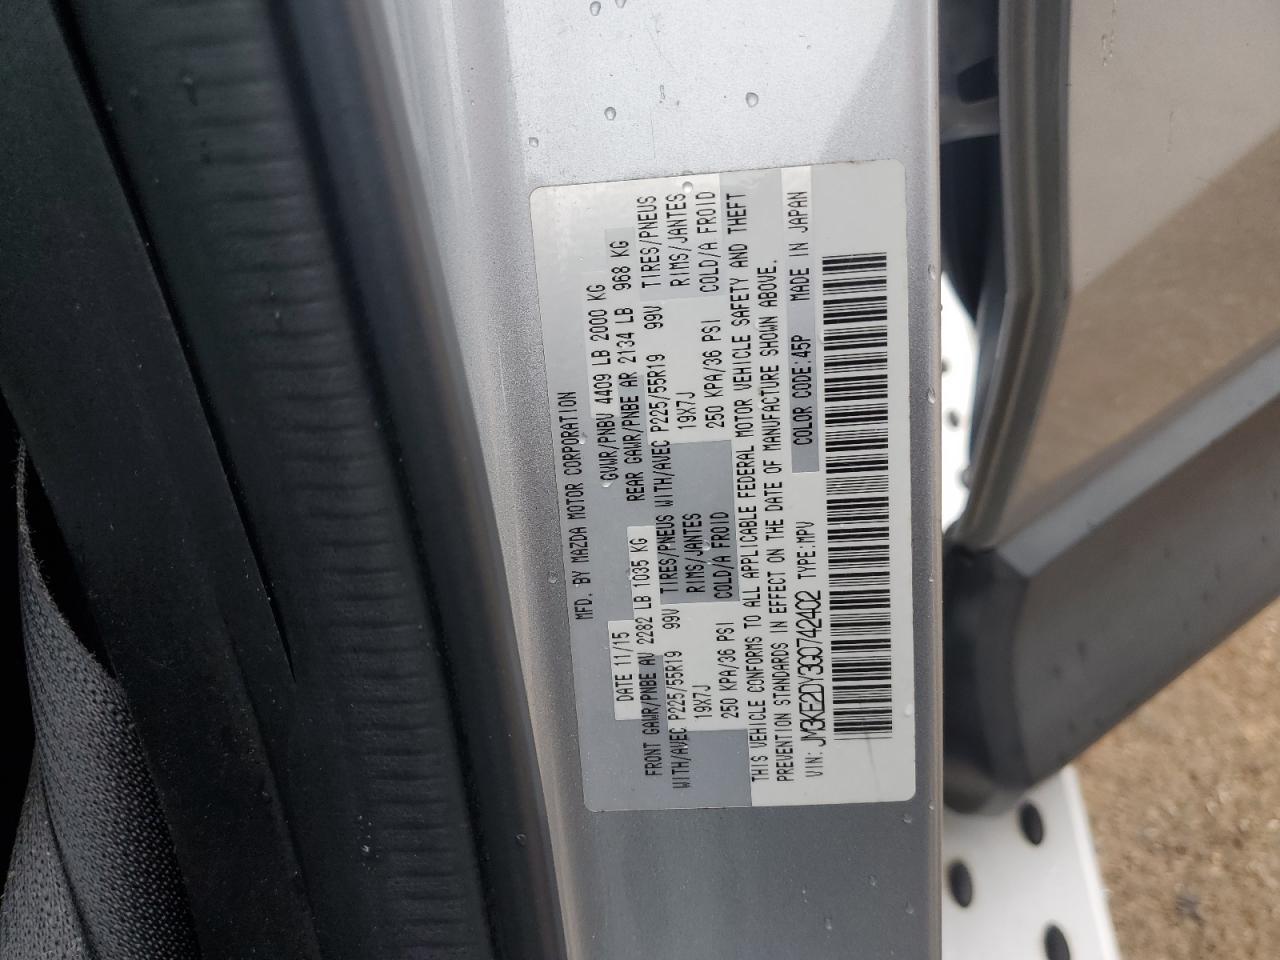 MFD. BY MAZDA MOTOR CORPORATION
DATE 11/15 GVWR/PNBV 4409 LB 2000 KG
FRONT GAWR/PNBE AV 2282 LB 1035 KG REAR GAWR/PNBE AR 2134 LB 968 KG
WITH/AVEC P225/55R19 99V TIRES/PNEUS WITH/AVEC P225/55R19 99V TIRES/PNEUS
19X7J RIMS/JANTES 19X7J RIMS/JANTES
250 KPA/36 PSI COLD/A FROID 250 KPA/36 PSI COLD/A FROID
THIS VEHICLE CONFORMS TO ALL APPLICABLE FEDERAL MOTOR VEHICLE SAFETY AND THEFT
PREVENTION STANDARDS IN EFFECT ON THE DATE OF MANUFACTURE SHOWN ABOVE.
VIN: JM3KE2DY3G0742402 TYPE:MPV COLOR CODE:45P MADE IN JAPAN